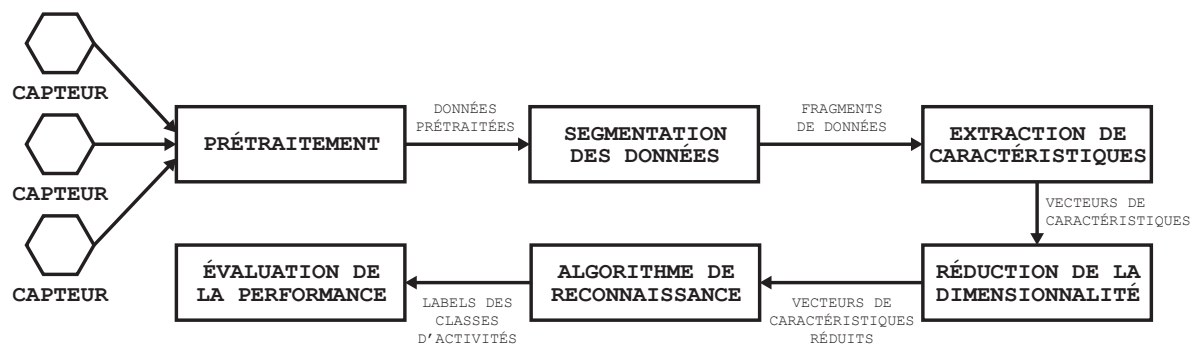 CAPTEUR
CAPTEUR
CAPTEUR
PRÉTRAITEMENT
DONNÉES
PRÉTRAITÉES
SEGMENTATION
DES DONNÉES
FRAGMENTS
DE DONNÉES
EXTRACTION DE
CARACTÉRISTIQUES
VECTEURS DE
CARACTÉRISTIQUES
RÉDUCTION DE LA
DIMENSIONNALITÉ
VECTEURS DE
CARACTÉRISTIQUES
RÉDUITS
ALGORITHME DE
RECONNAISSANCE
LABELS DES
CLASSES
D'ACTIVITÉS
ÉVALUATION DE
LA PERFORMANCE